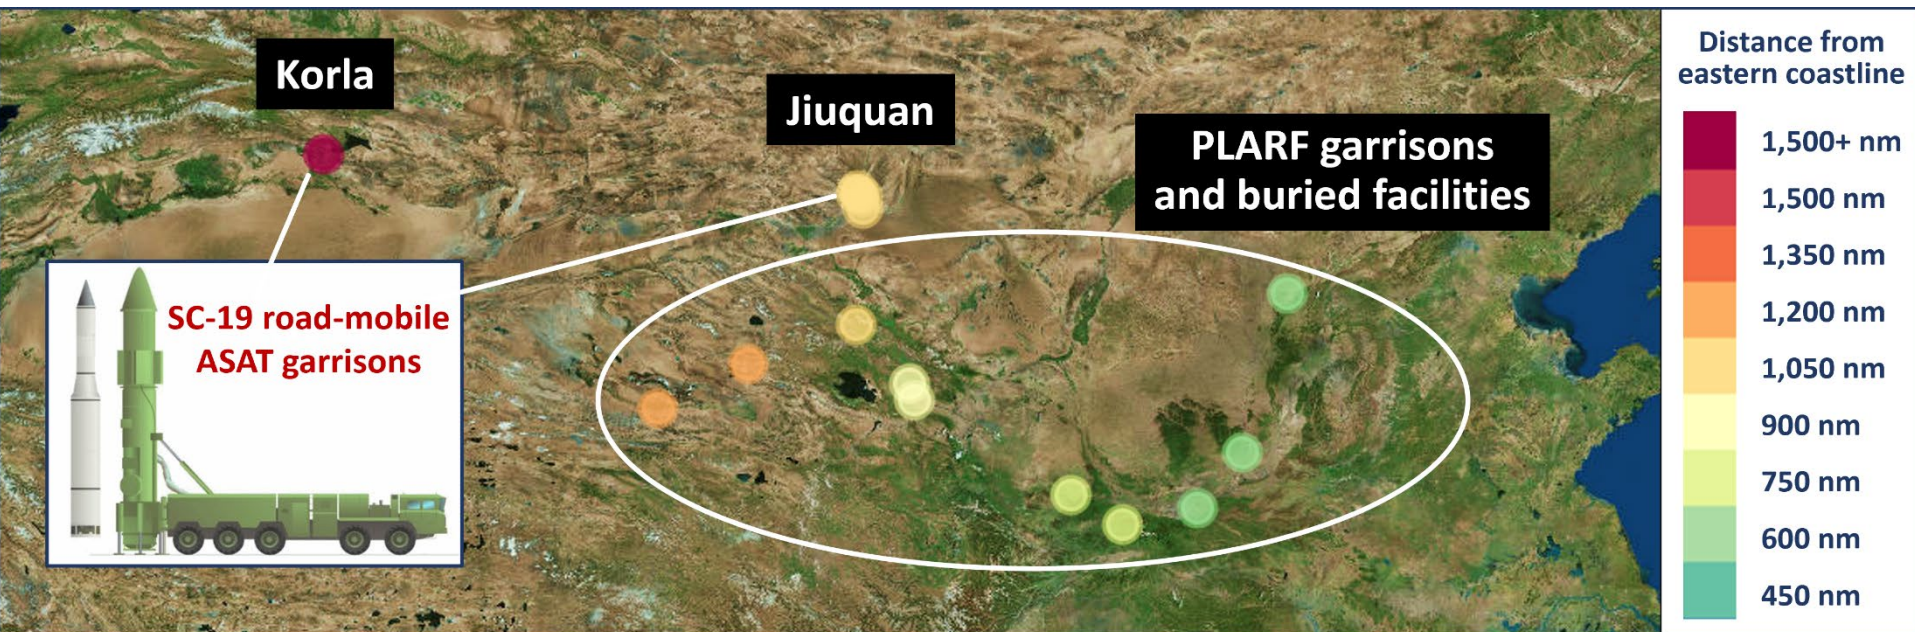 Korla
Jiuquan
PLARF garrisons
and buried facilities
SC-19 road-mobile
ASAT garrisons
Distance from
eastern coastline
1,500+ nm
1,500 nm
1,350 nm
1,200 nm
1,050 nm
900 nm
750 nm
600 nm
450 nm